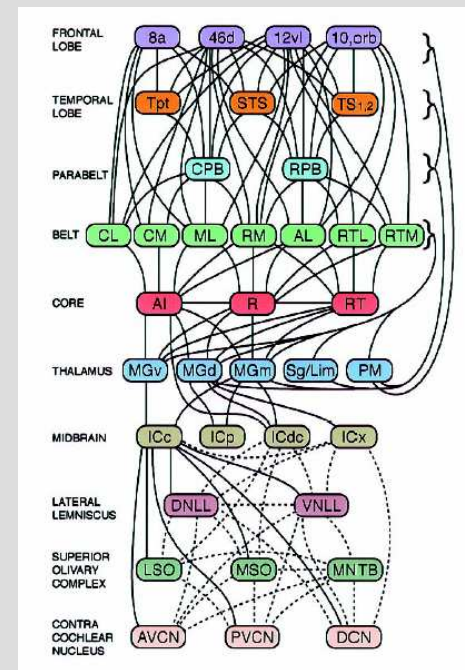 FRONTAL
LOBE
8a 46d 12vl 10,orb
TEMPORAL
LOBE
Tpt STS TS1,2
PARABELT
CPB RPB
BELT
CL CM ML RM AL RTL RTM
CORE
AI R RT
THALAMUS
MGv MGd MGm Sg/Lim PM
MIDBRAIN
ICc ICp ICdc ICx
LATERAL
LEMNISCUS
DNLL VNLL
SUPERIOR
OLIVARY
COMPLEX
LSO MSO MNTB
CONTRA
COCHLEAR
NUCLEUS
AVCN PVCN DCN